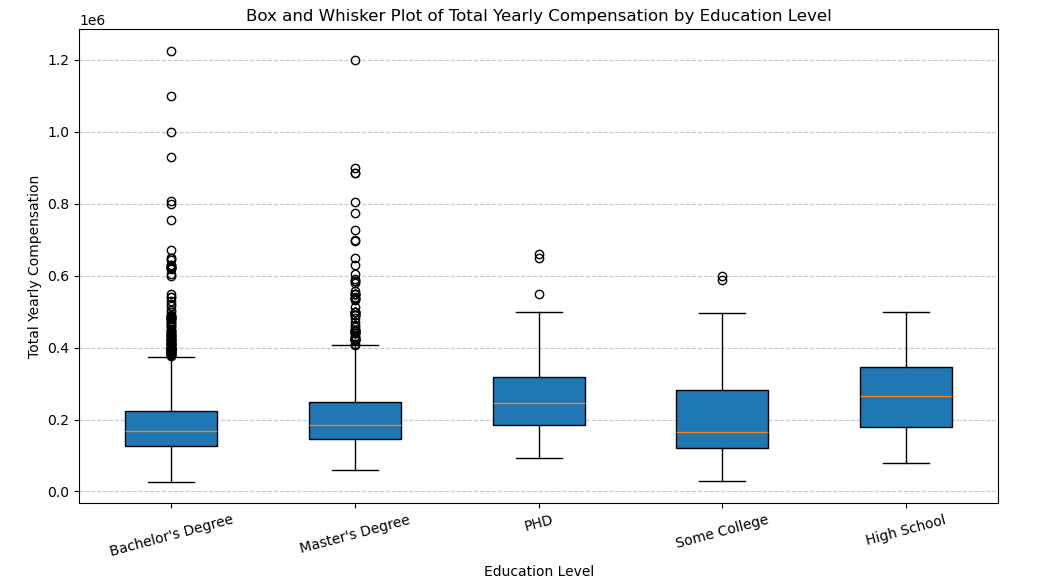 Box and Whisker Plot of Total Yearly Compensation by Education Level
1e6
1.2
1.0
0.8
0.6
0.4
0.2
0.0
Total Yearly Compensation
Bachelor's Degree
Master's Degree
PHD
Some College
High School
Education Level